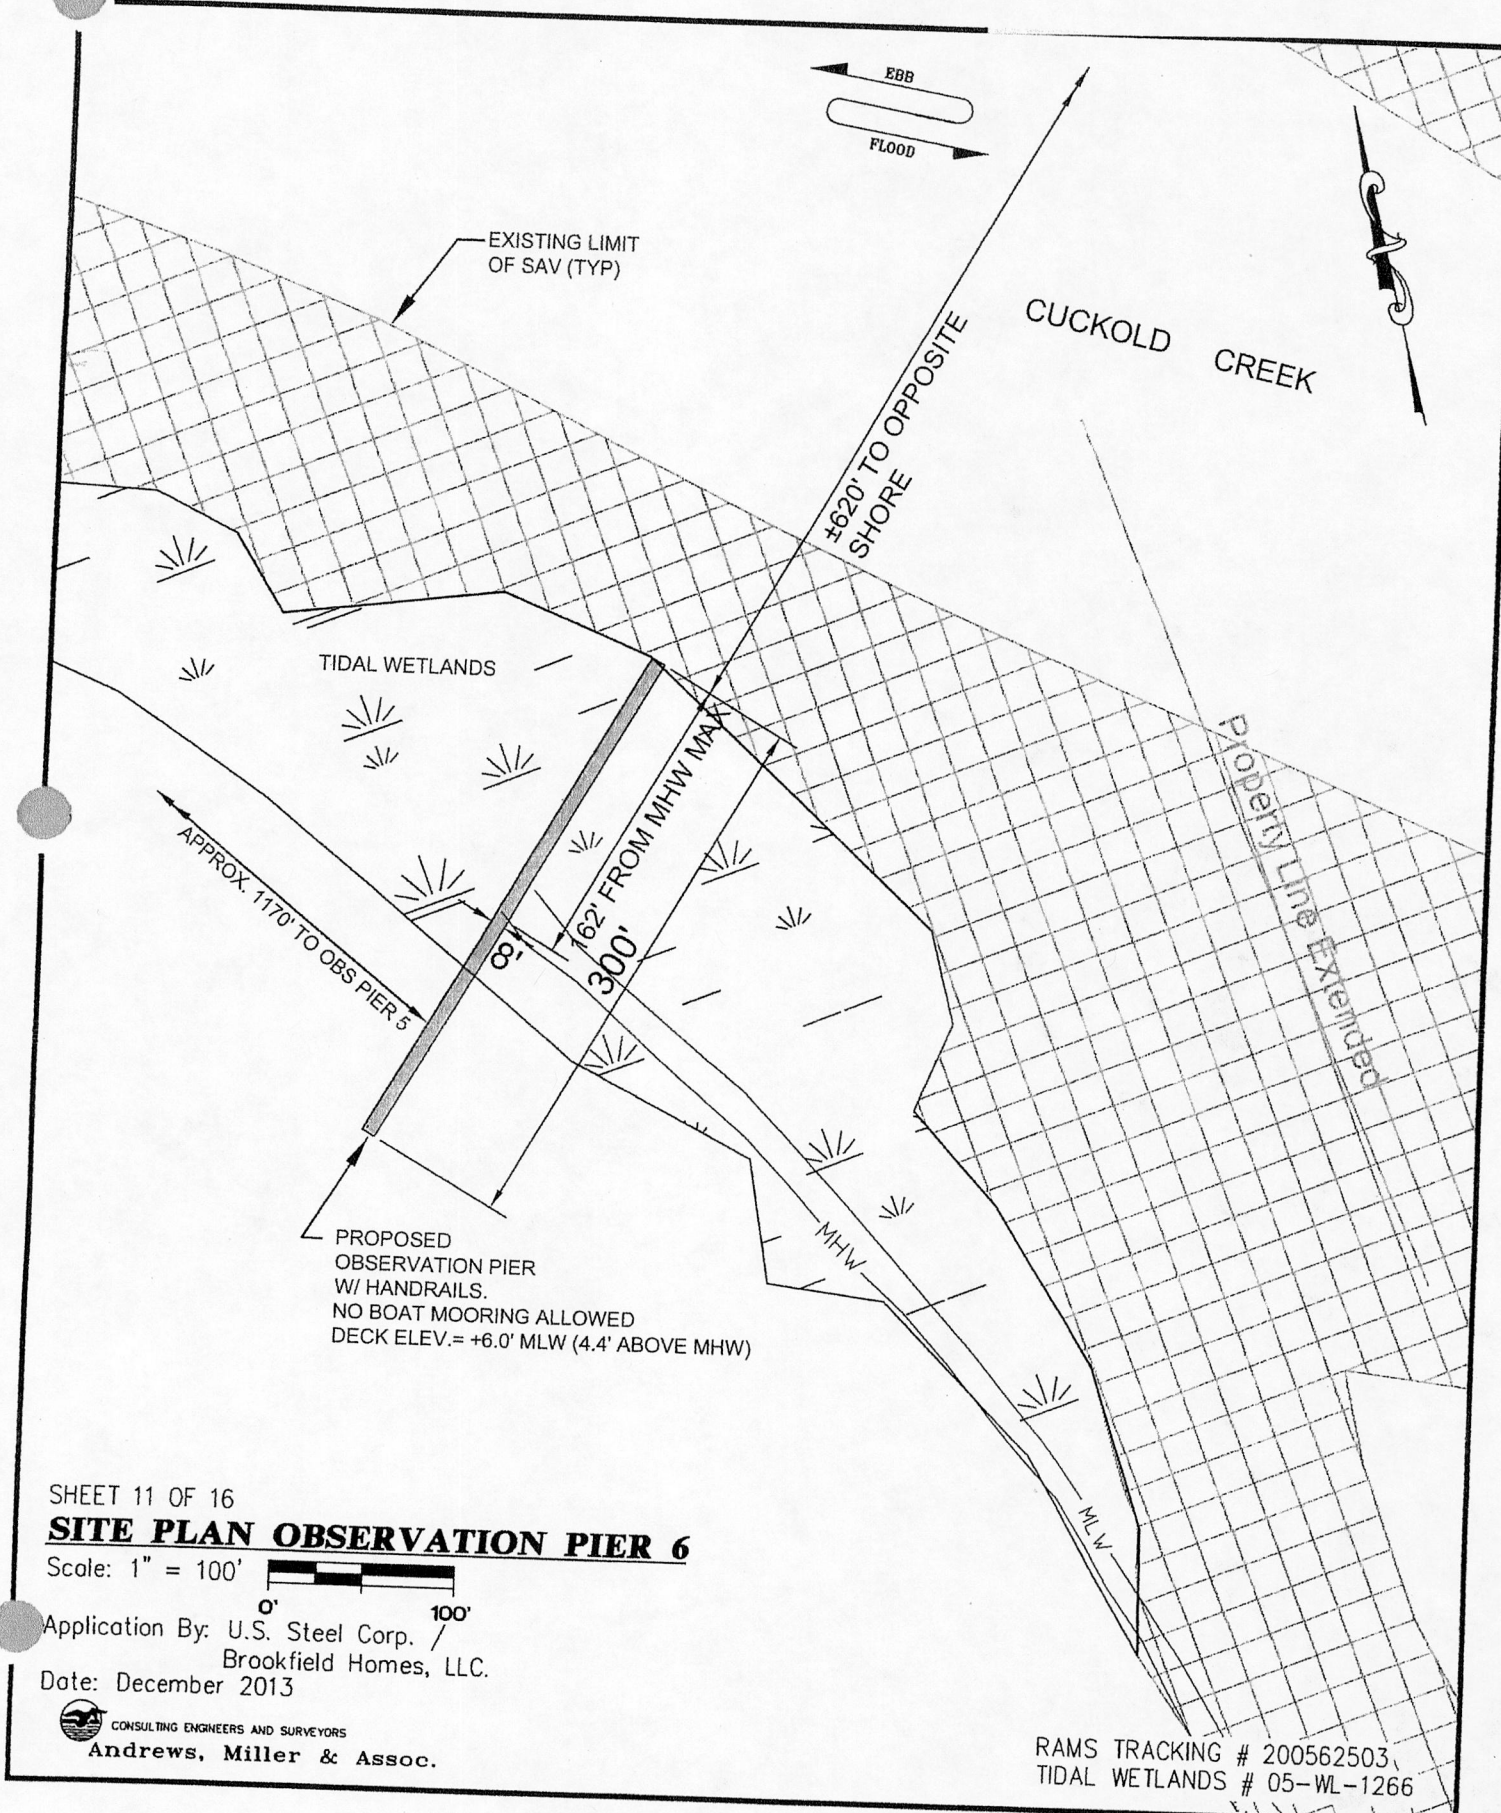 EBB
FLOOD
EXISTING LIMIT
OF SAV (TYP)
CUCKOLD CREEK
±620' TO OPPOSITE
SHORE
TIDAL WETLANDS
Property Line Extended
162' FROM MHW MAX
300'
8'
APPROX. 1170' TO OBS PIER 5
PROPOSED
OBSERVATION PIER
W/ HANDRAILS.
NO BOAT MOORING ALLOWED
DECK ELEV.= +6.0' MLW (4.4' ABOVE MHW)
MHW
MLW
SHEET 11 OF 16
SITE PLAN OBSERVATION PIER 6
Scale: 1" = 100'
0' 100'
Application By: U.S. Steel Corp. /
Brookfield Homes, LLC.
Date: December 2013
CONSULTING ENGINEERS AND SURVEYORS
Andrews, Miller & Assoc.
RAMS TRACKING # 200562503
TIDAL WETLANDS # 05-WL-1266